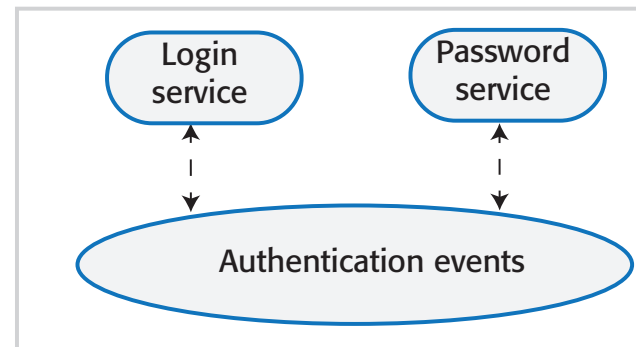 Login
service
Password
service
Authentication events